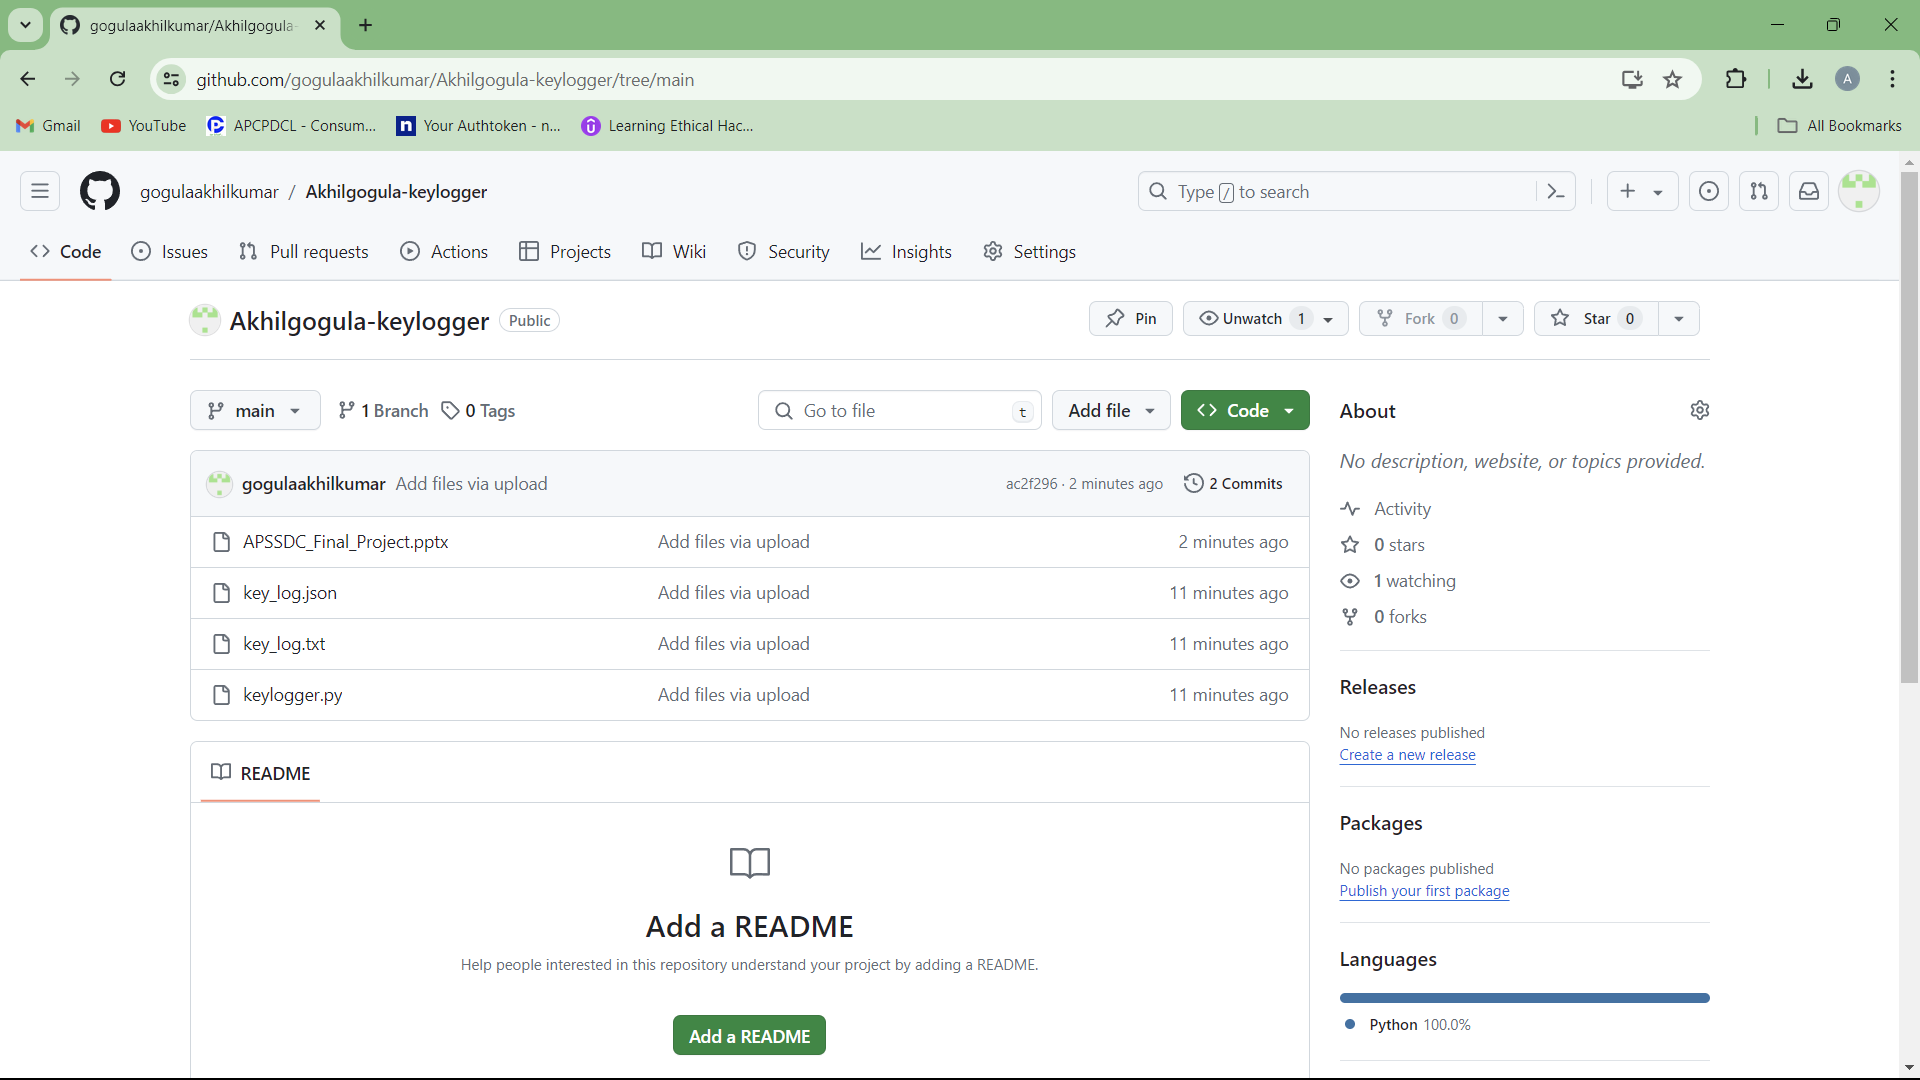 gogulaakhilkumar/Akhilgogula-
github.com/gogulaakhilkumar/Akhilgogula-keylogger/tree/main
A
Gmail YouTube APCPDCL - Consum... Your Authtoken - n... Learning Ethical Hac... All Bookmarks
gogulaakhilkumar / Akhilgogula-keylogger Type / to search
Code Issues Pull requests Actions Projects Wiki Security Insights Settings
Akhilgogula-keylogger Public Pin Unwatch 1 Fork 0 Star 0
main 1 Branch 0 Tags Go to file t Add file Code
gogulaakhilkumar Add files via upload ac2f296 · 2 minutes ago 2 Commits
APSSDC_Final_Project.pptx Add files via upload 2 minutes ago
key_log.json Add files via upload 11 minutes ago
key_log.txt Add files via upload 11 minutes ago
keylogger.py Add files via upload 11 minutes ago
README
Add a README
Help people interested in this repository understand your project by adding a README.
Add a README
About
No description, website, or topics provided.
Activity
0 stars
1 watching
0 forks
Releases
No releases published
Create a new release
Packages
No packages published
Publish your first package
Languages
Python 100.0%